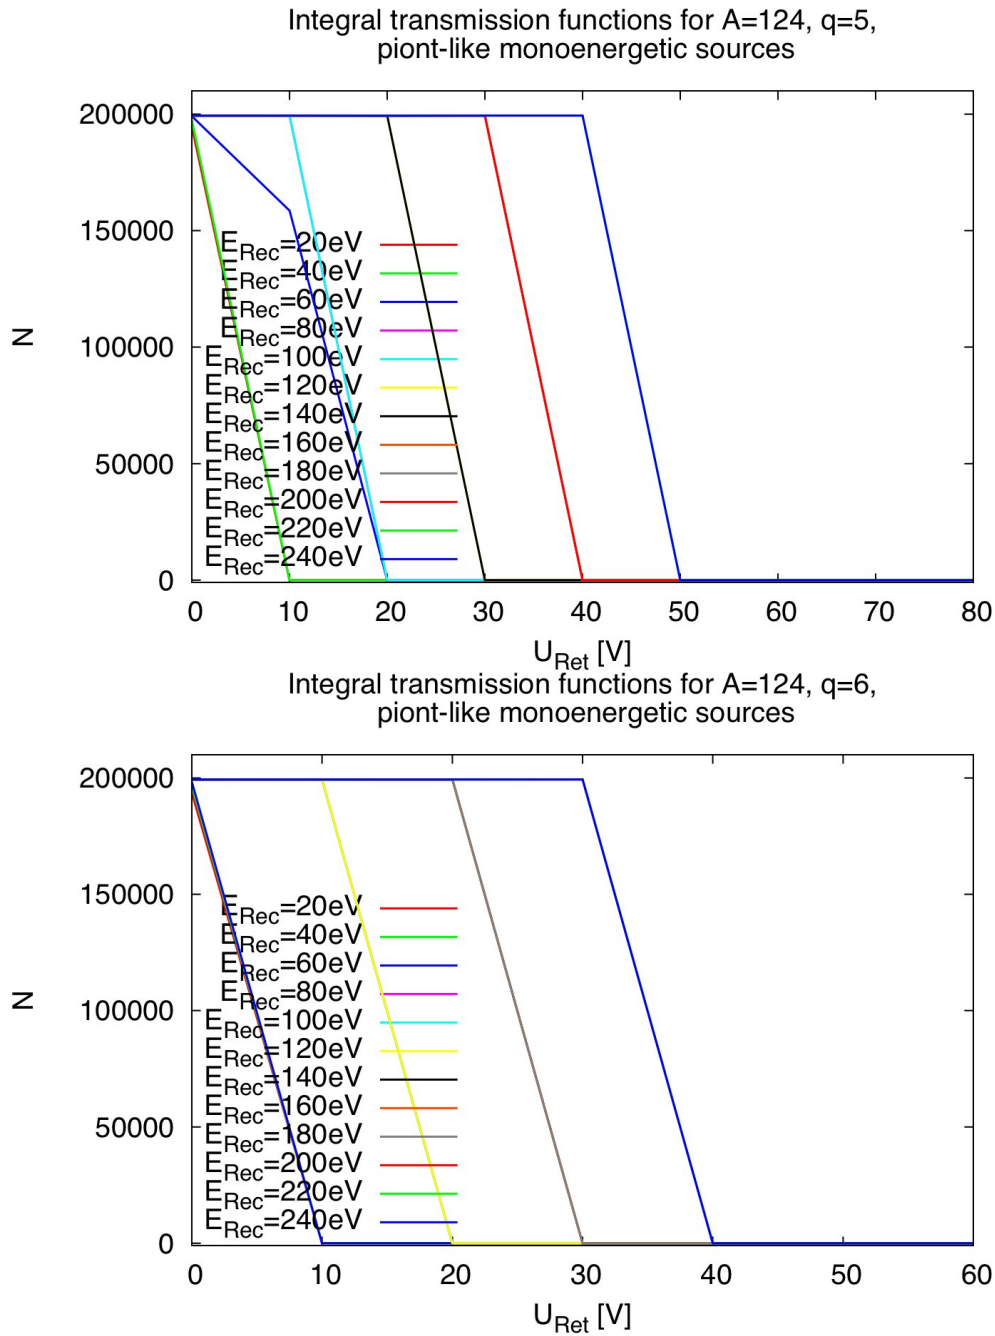 Integral transmission functions for A=124, q=5,
piont-like monoenergetic sources
200000
150000
100000
50000
0
N
E_Rec=20eV
E_Rec=40eV
E_Rec=60eV
E_Rec=80eV
E_Rec=100eV
E_Rec=120eV
E_Rec=140eV
E_Rec=160eV
E_Rec=180eV
E_Rec=200eV
E_Rec=220eV
E_Rec=240eV
0 10 20 30 40 50 60 70 80
U_Ret [V]
Integral transmission functions for A=124, q=6,
piont-like monoenergetic sources
200000
150000
100000
50000
0
N
E_Rec=20eV
E_Rec=40eV
E_Rec=60eV
E_Rec=80eV
E_Rec=100eV
E_Rec=120eV
E_Rec=140eV
E_Rec=160eV
E_Rec=180eV
E_Rec=200eV
E_Rec=220eV
E_Rec=240eV
0 10 20 30 40 50 60
U_Ret [V]